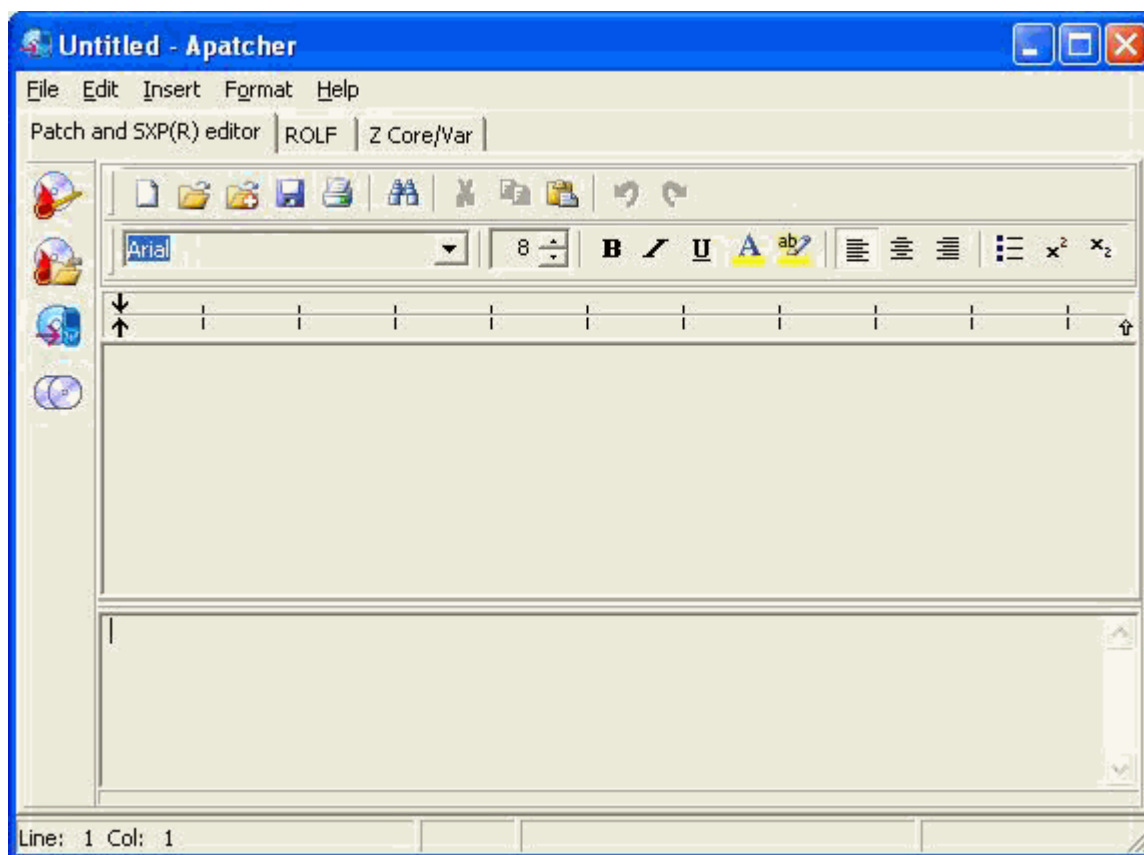 Untitled - Apatcher
File Edit Insert Format Help
Patch and SXP(R) editor ROLF Z Core/Var
Arial 8 B I U A ab x² x₂
Line: 1 Col: 1